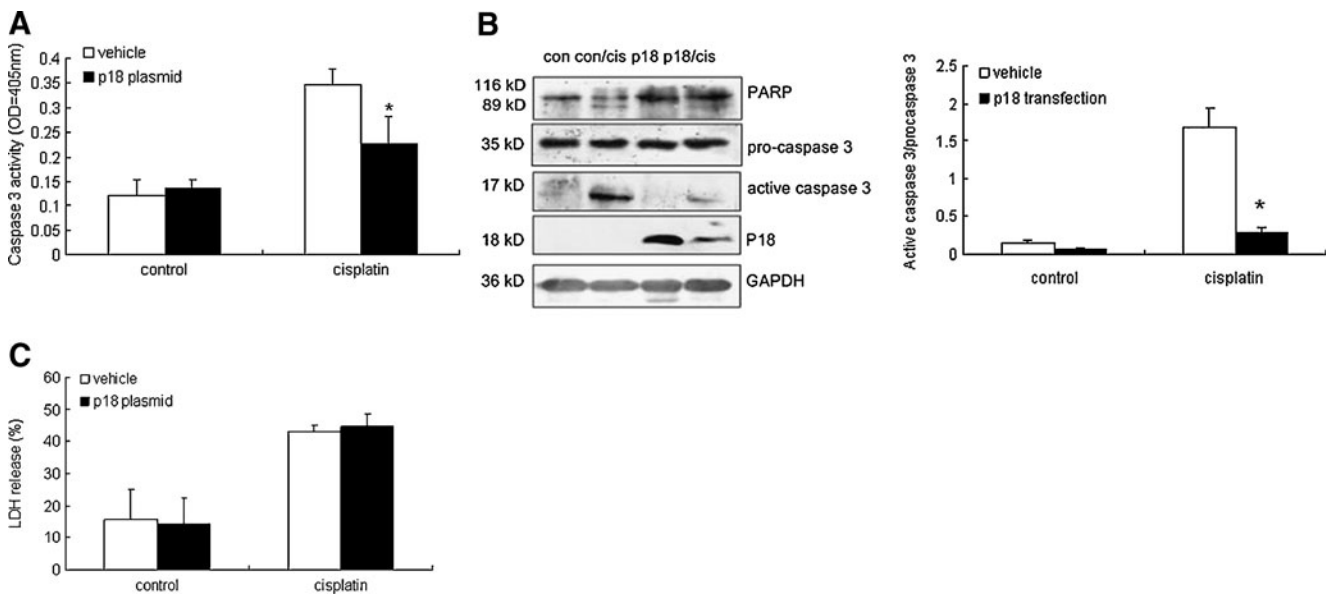 A
vehicle
p18 plasmid
Caspase 3 activity (OD=405nm)
0.4
0.35
0.3
0.25
0.2
0.15
0.1
0.05
0
*
control
cisplatin
B
con con/cis p18 p18/cis
116 kD
89 kD
PARP
35 kD
pro-caspase 3
17 kD
active caspase 3
18 kD
P18
36 kD
GAPDH
vehicle
p18 transfection
Active caspase 3/procaspase 3
2.5
2
1.5
1
0.5
0
*
control
cisplatin
C
vehicle
p18 plasmid
LDH release (%)
60
50
40
30
20
10
0
control
cisplatin